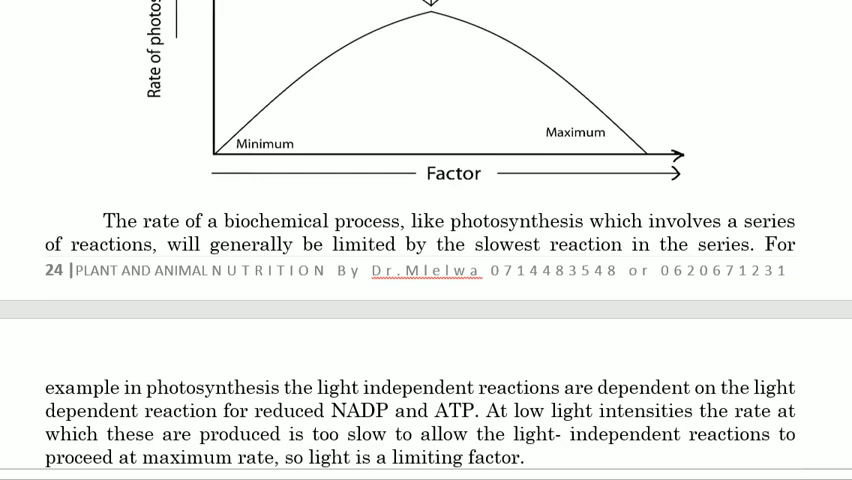 Rate of photos
Minimum
Maximum
Factor
The rate of a biochemical process, like photosynthesis which involves a series
of reactions, will generally be limited by the slowest reaction in the series. For
24 | PLANT AND ANIMAL NUTRITION By Dr.Mlelwa 0714483548 or 0620671231
example in photosynthesis the light independent reactions are dependent on the light
dependent reaction for reduced NADP and ATP. At low light intensities the rate at
which these are produced is too slow to allow the light- independent reactions to
proceed at maximum rate, so light is a limiting factor.